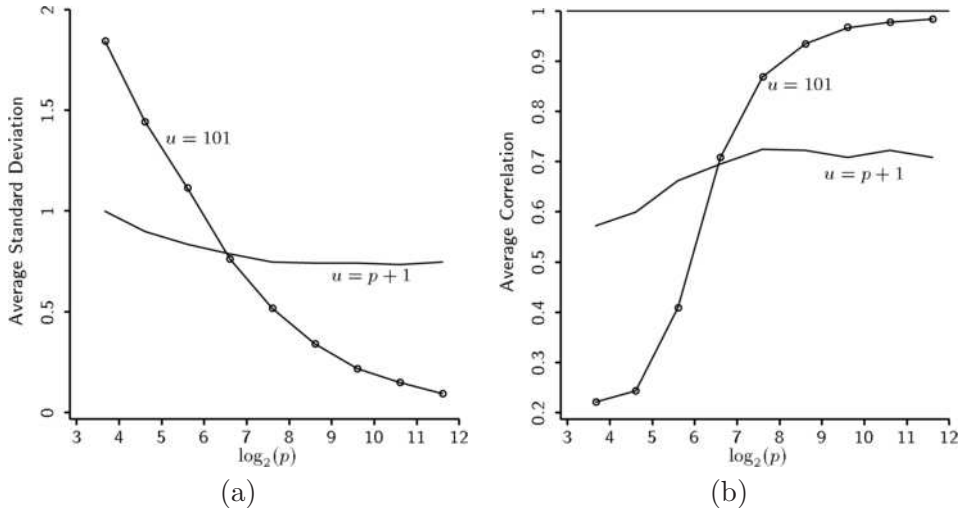 Average Standard Deviation
2
1.5
1
0.5
0
u = 101
u = p + 1
3 4 5 6 7 8 9 10 11 12
log₂(p)
(a)
Average Correlation
1
0.9
0.8
0.7
0.6
0.5
0.4
0.3
0.2
u = 101
u = p + 1
3 4 5 6 7 8 9 10 11 12
log₂(p)
(b)